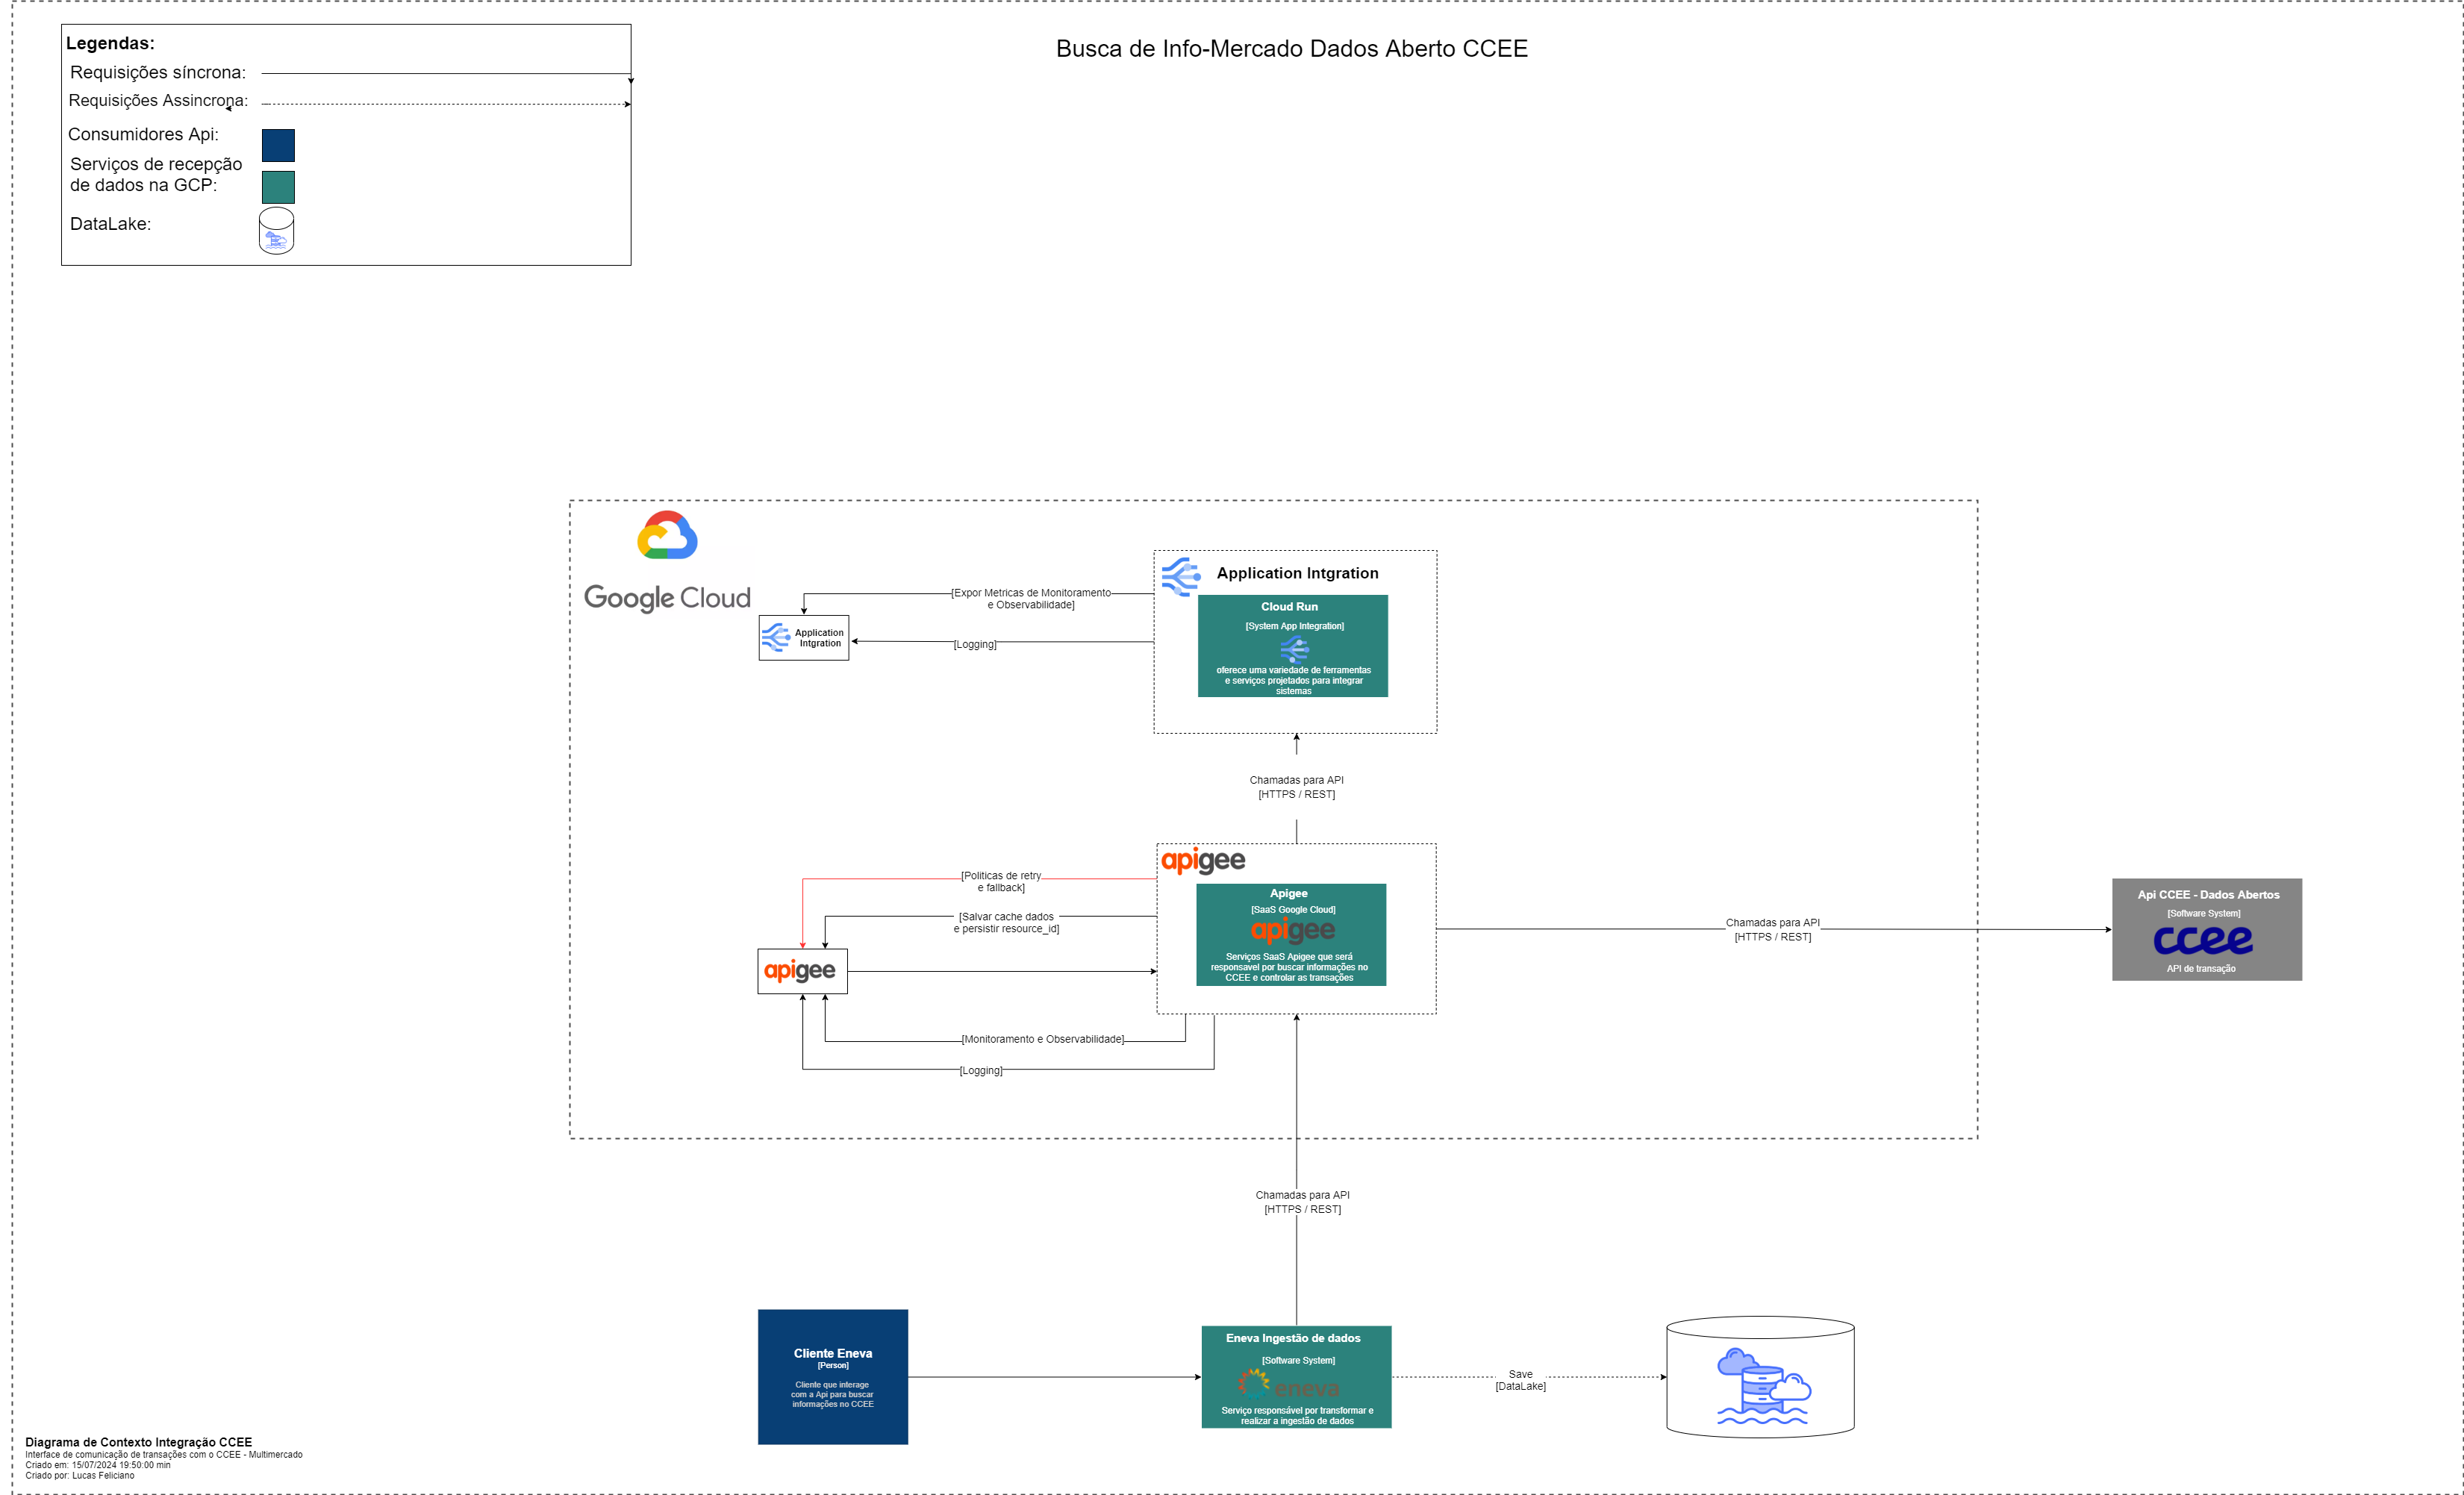 Busca de Info-Mercado Dados Aberto CCEE
Legendas:
Requisições síncrona:
Requisições Assincrona:
Consumidores Api:
Serviços de recepção
de dados na GCP:
DataLake:
Google Cloud
Application Intgration
Cloud Run
[System App Integration]
oferece uma variedade de ferramentas
e serviços projetados para integrar
sistemas
[Expor Metricas de Monitoramento
e Observabilidade]
Application
Intgration
[Logging]
Chamadas para API
[HTTPS / REST]
apigee
Apigee
[SaaS Google Cloud]
apigee
Serviços SaaS Apigee que será
responsavel por buscar informações no
CCEE e controlar as transações
[Politicas de retry
e fallback]
[Salvar cache dados
e persistir resource_id]
apigee
[Monitoramento e Observabilidade]
[Logging]
Chamadas para API
[HTTPS / REST]
Api CCEE - Dados Abertos
[Software System]
ccee
API de transação
Chamadas para API
[HTTPS / REST]
Cliente Eneva
[Person]
Cliente que interage
com a Api para buscar
informações no CCEE
Eneva Ingestão de dados
[Software System]
eneva
Serviço responsável por transformar e
realizar a ingestão de dados
Save
[DataLake]
Diagrama de Contexto Integração CCEE
Interface de comunicação de transações com o CCEE - Multimercado
Criado em: 15/07/2024 19:50:00 min
Criado por: Lucas Feliciano